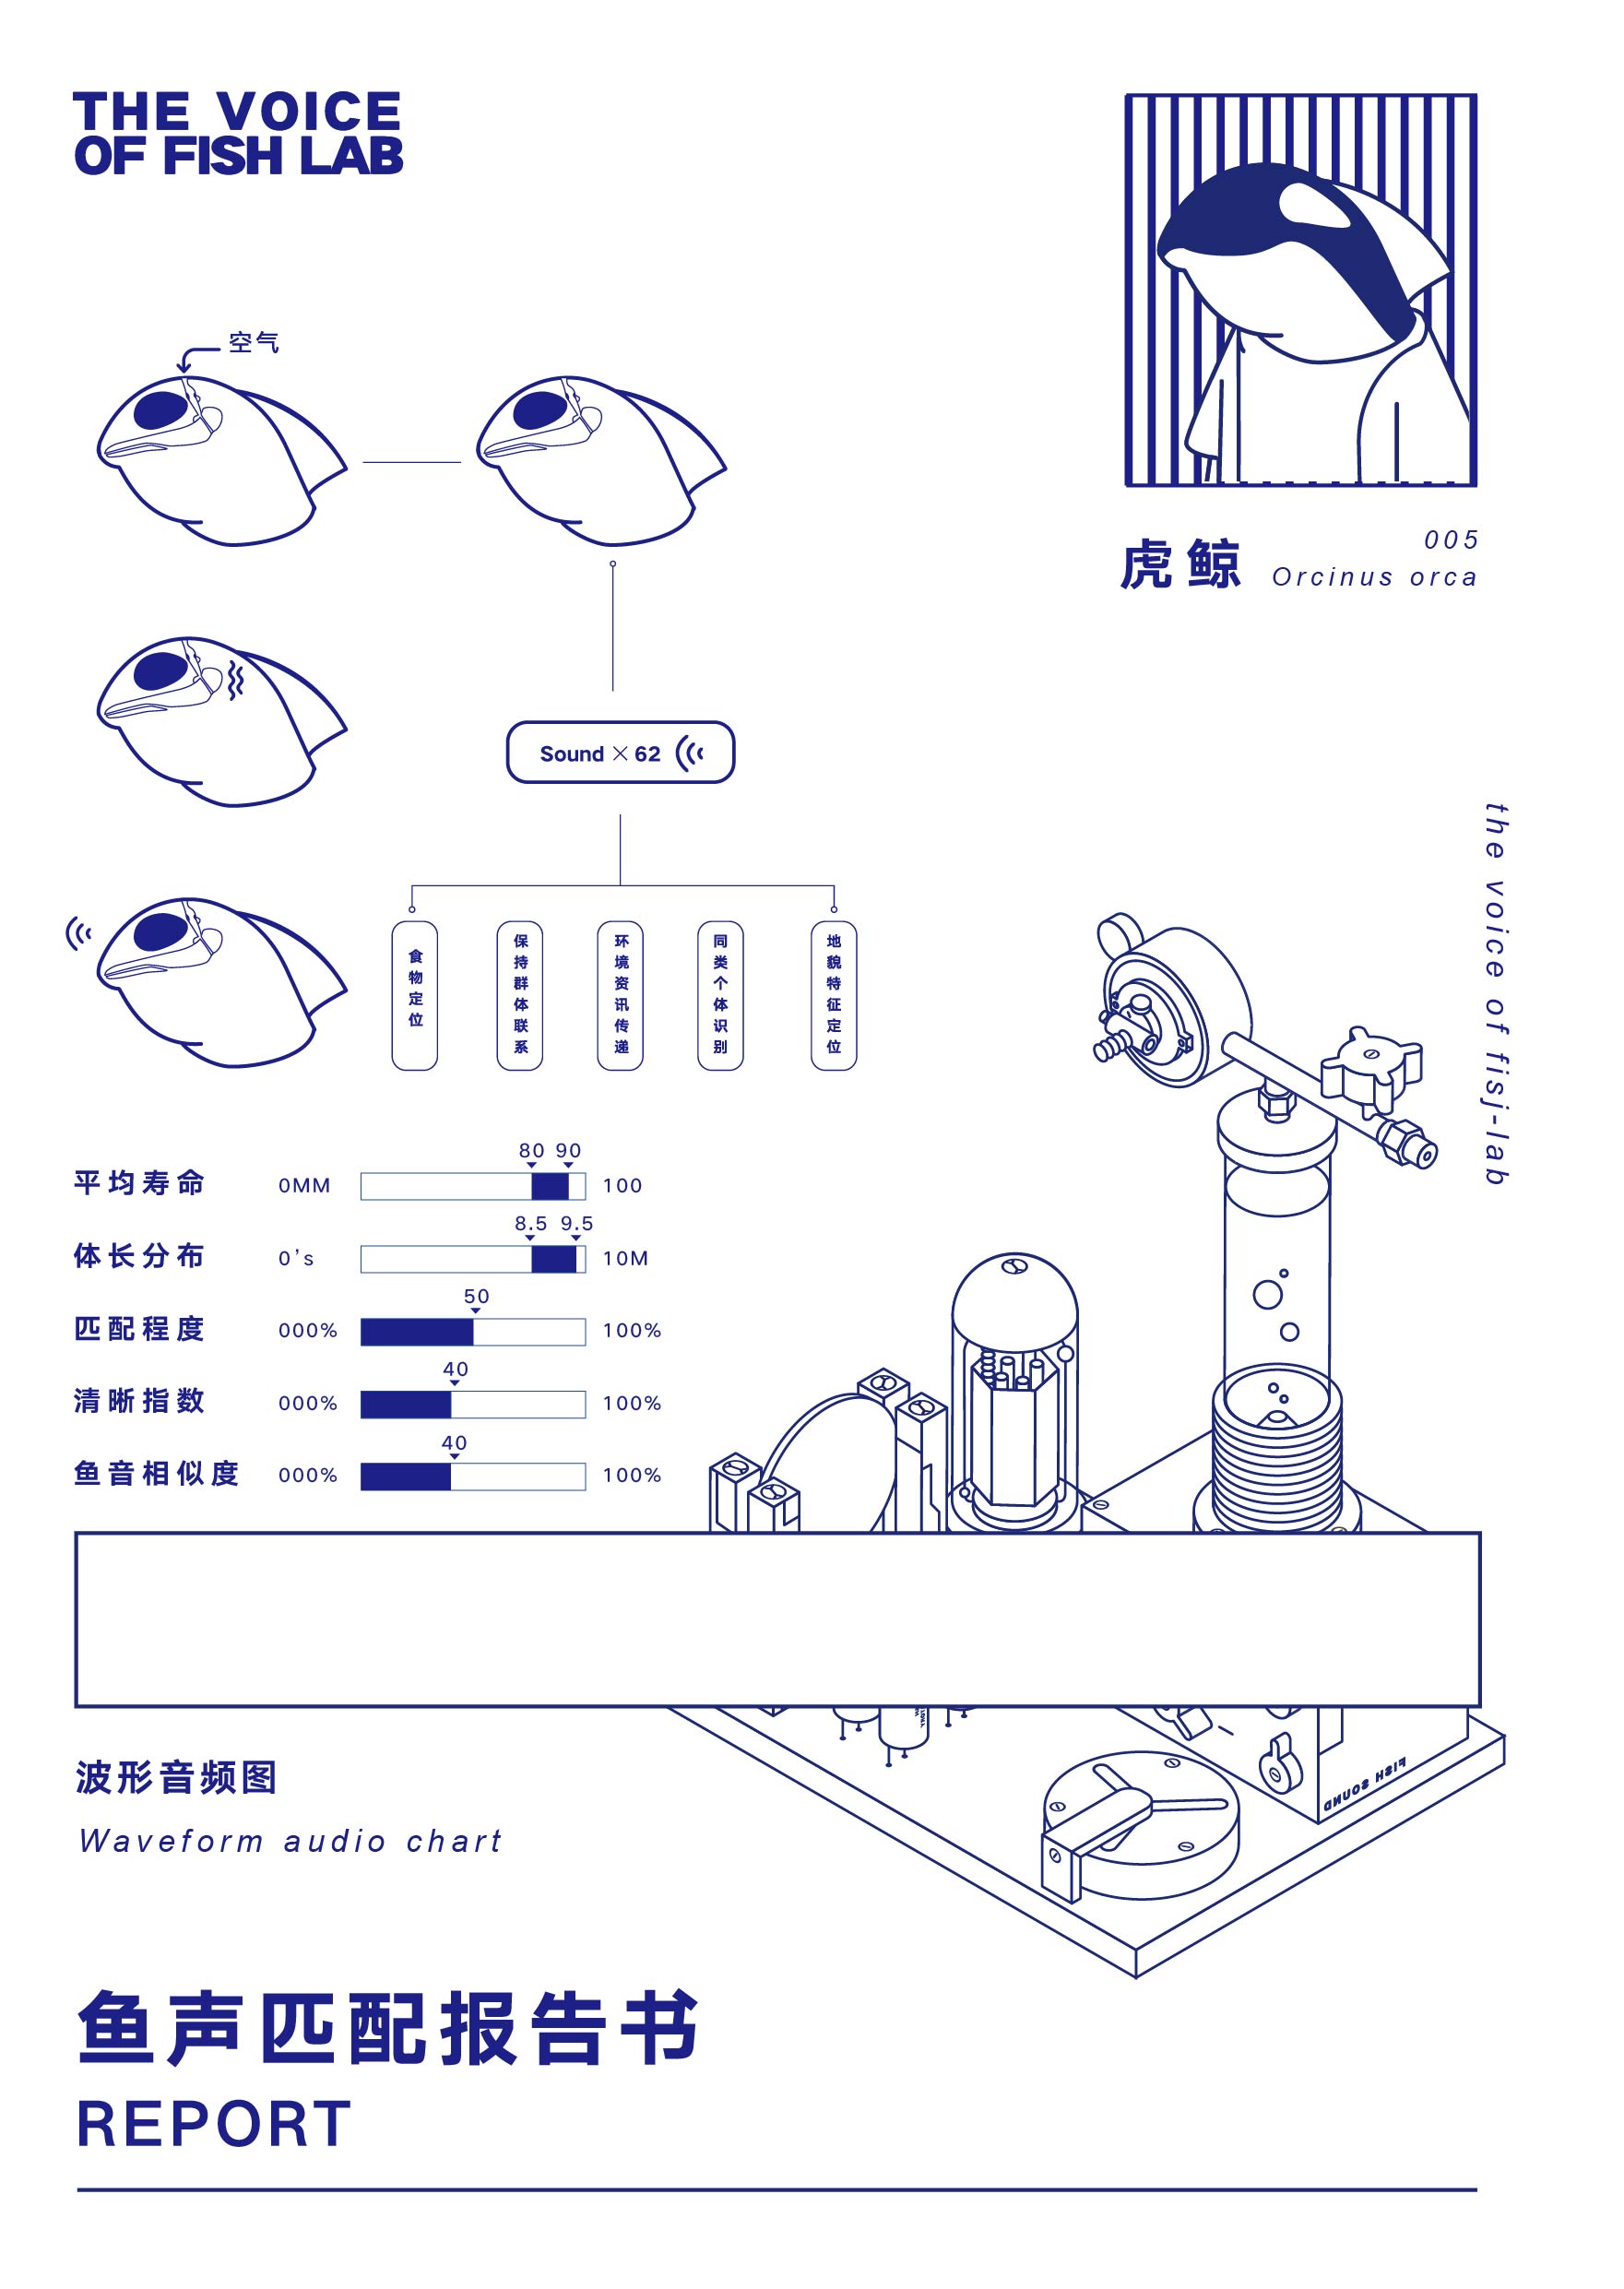 THE VOICE
OF FISH LAB
空气
虎鲸
005
Orcinus orca
Sound × 62
食物定位
保持群体联系
环境资讯传递
同类个体识别
地貌特征定位
the voice of fisj-lab
80 90
平均寿命 0MM 100
8.5 9.5
体长分布 0's 10M
50
匹配程度 000% 100%
40
清晰指数 000% 100%
40
鱼音相似度 000% 100%
FISH SOUND
波形音频图
Waveform audio chart
鱼声匹配报告书
REPORT